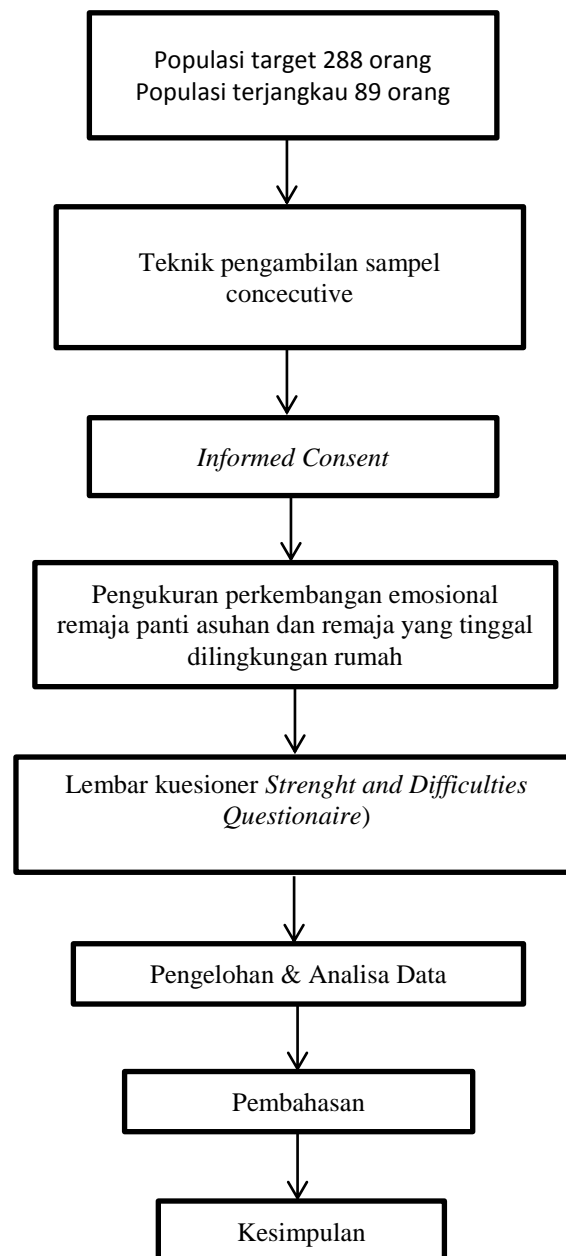 Populasi target 288 orang
Populasi terjangkau 89 orang
Teknik pengambilan sampel
concecutive
Informed Consent
Pengukuran perkembangan emosional
remaja panti asuhan dan remaja yang tinggal
dilingkungan rumah
Lembar kuesioner Strenght and Difficulties
Questionaire)
Pengelohan & Analisa Data
Pembahasan
Kesimpulan